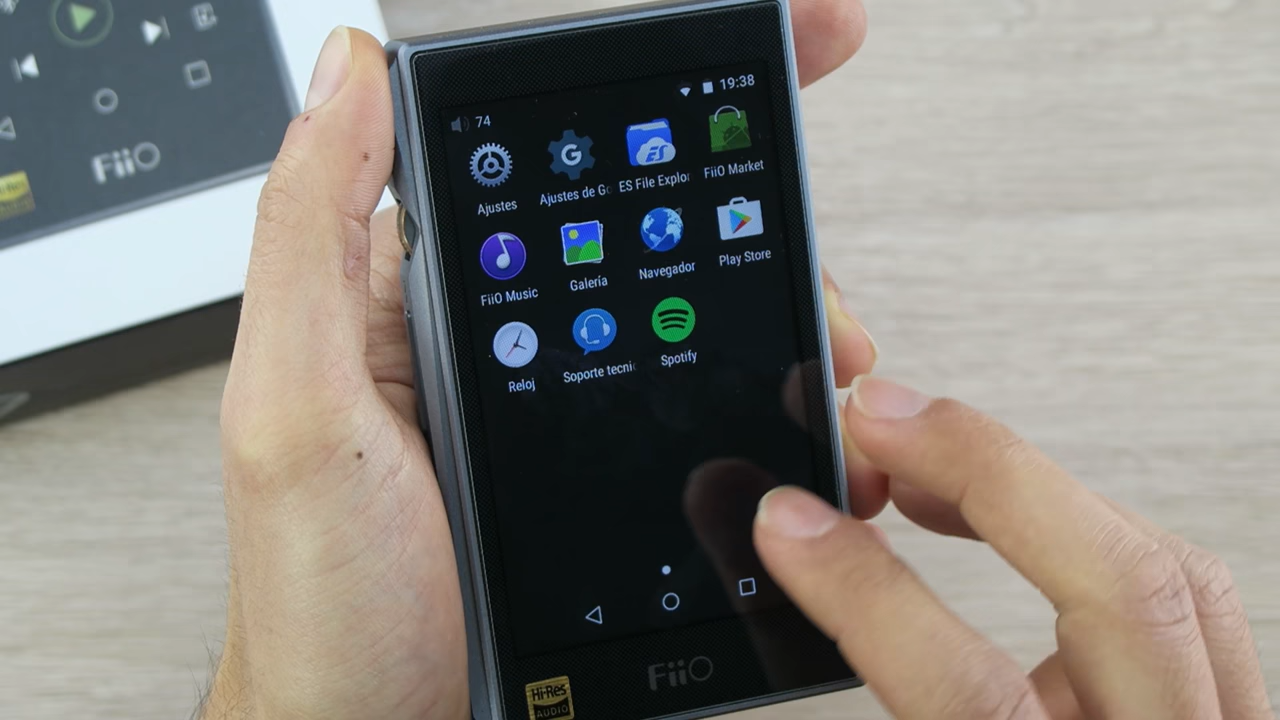 FiiO
19:38
74
Ajustes
Ajustes de Go
ES File Explor
FiiO Market
FiiO Music
Galería
Navegador
Play Store
Reloj
Soporte tecni
Spotify
FiiO
Hi-Res
AUDIO